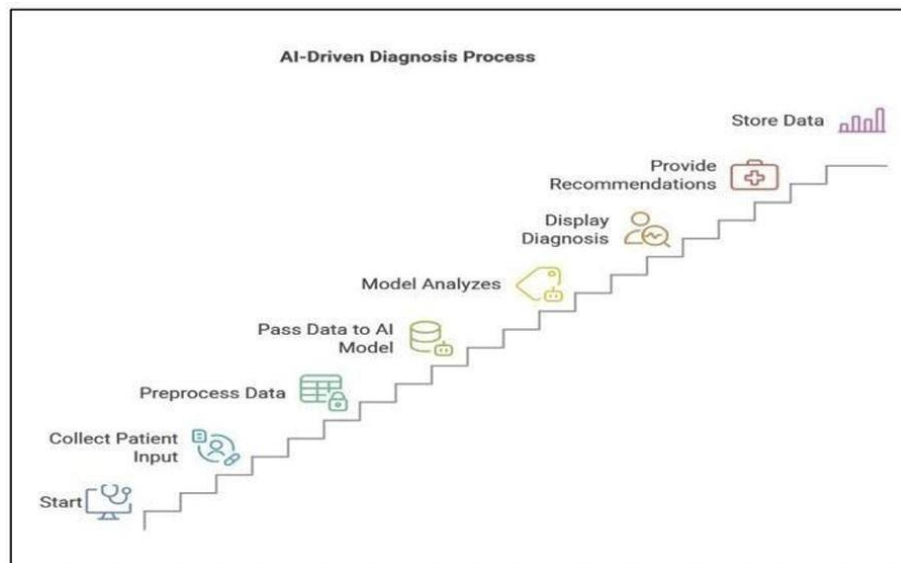 AI-Driven Diagnosis Process
Store Data
Provide
Recommendations
Display
Diagnosis
Model Analyzes
Pass Data to AI
Model
Preprocess Data
Collect Patient
Input
Start